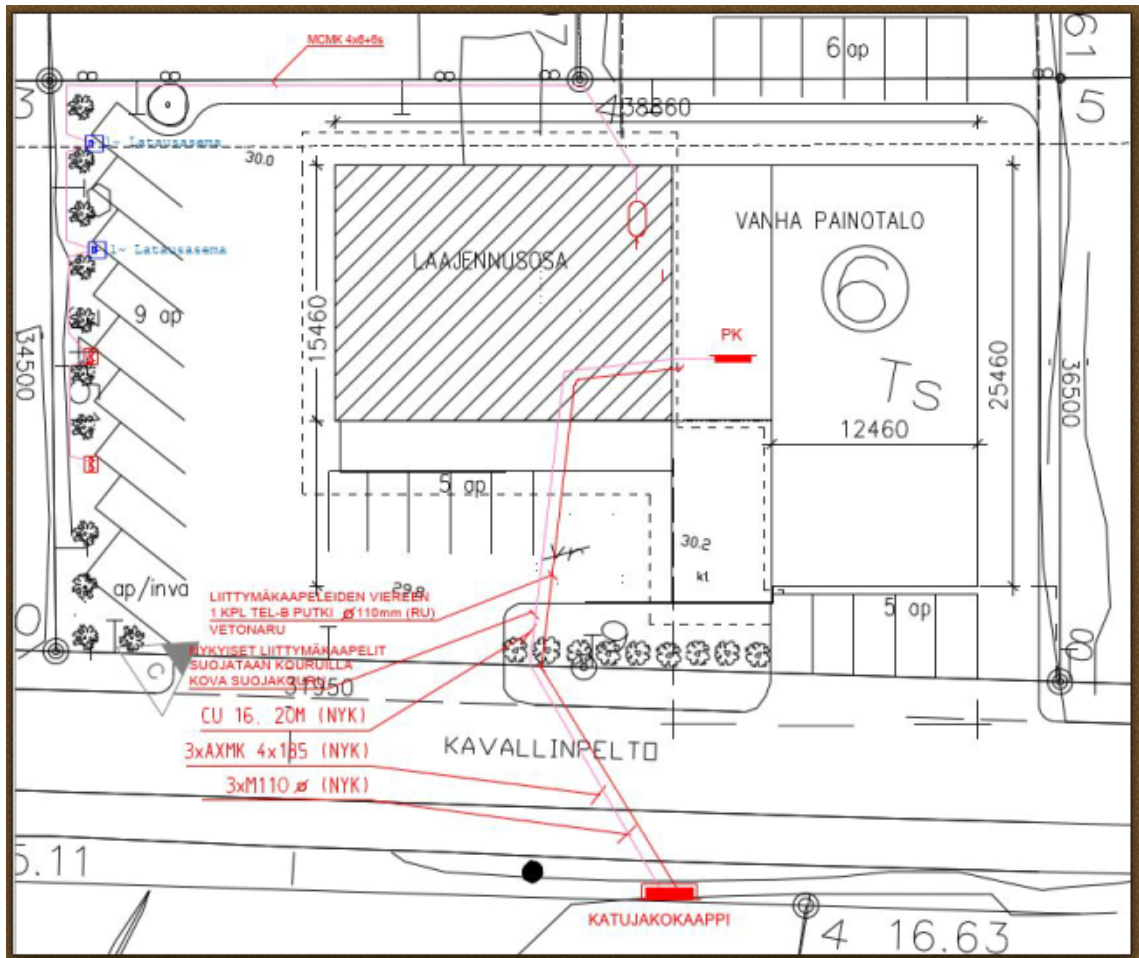 MCMK 4x6+6s
6 ap
61
3
5
438860
1~ Latausasema
30.0
VANHA PAINOTALO
1~ Latausasema
LAAJENNUSOSA
6
9 ap
15460
PK
TS
34500
25460
36500
12460
5 ap
30.2
kt
ap/inva
29.8
LIITTYMÄKAAPELEIDEN VIEREEN
1 KPL TEL-B PUTKI ⌀110mm (RU)
VETONARU
5 ap
NYKYISET LIITTYMÄKAAPELIT
SUOJATAAN KOURUILLA
KOVA SUOJAKOURU
C
31950
CU 16, 20M (NYK)
KAVALLINPELTO
3xAXMK 4x185 (NYK)
3xM110 ⌀ (NYK)
5.11
KATUJAKOKAAPPI
4 16.63